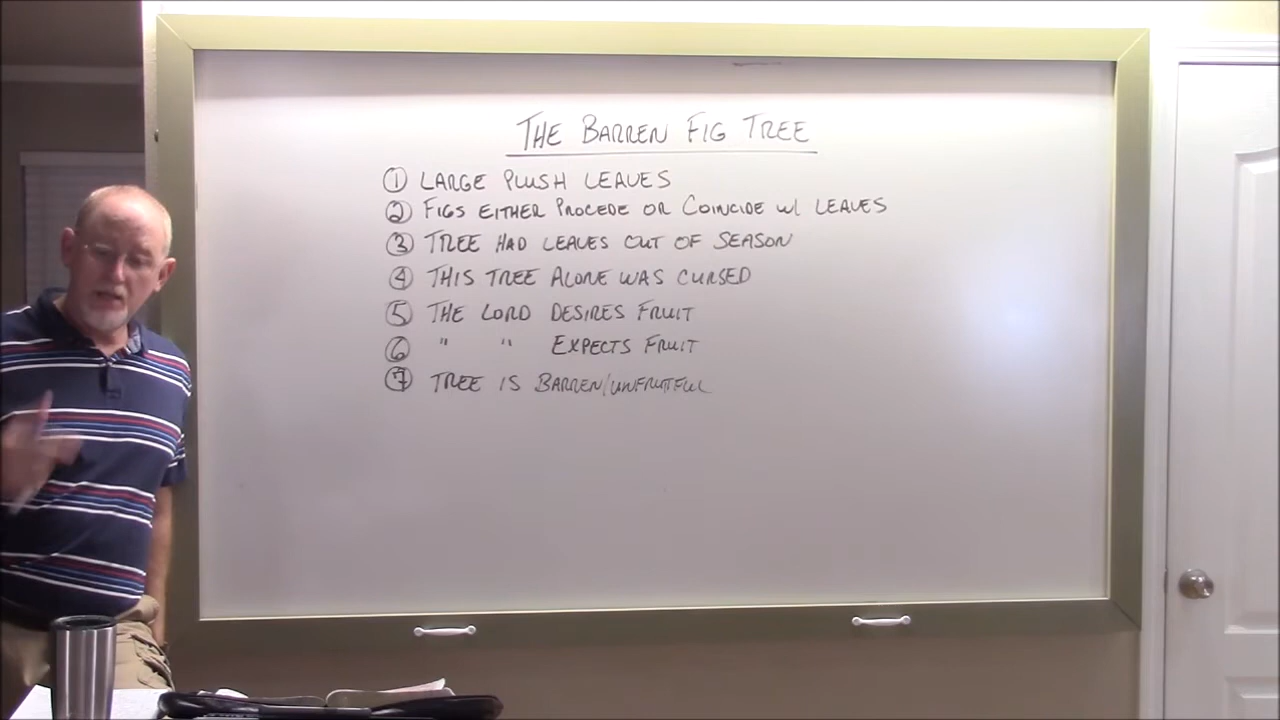 THE BARREN FIG TREE
① LARGE PLUSH LEAVES
② FIGS EITHER PROCEDE OR COINCIDE W/ LEAVES
③ TREE HAD LEAVES OUT OF SEASON
④ THIS TREE ALONE WAS CURSED
⑤ THE LORD DESIRES FRUIT
⑥ " " EXPECTS FRUIT
⑦ TREE IS BARREN/UNFRUTFUL